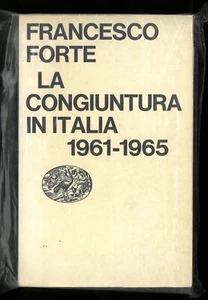 FRANCESCO
FORTE
LA
CONGIUNTURA
IN ITALIA
1961-1965